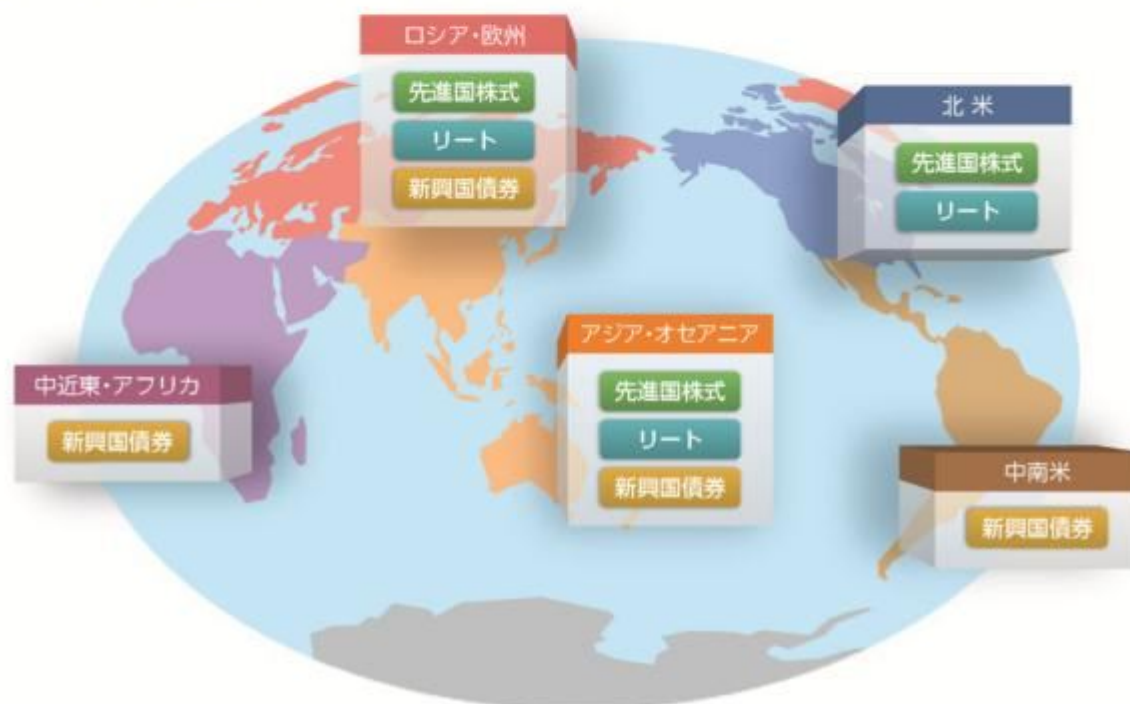 ロシア・欧州
先進国株式
リート
新興国債券
北米
先進国株式
リート
アジア・オセアニア
先進国株式
リート
新興国債券
中近東・アフリカ
新興国債券
中南米
新興国債券